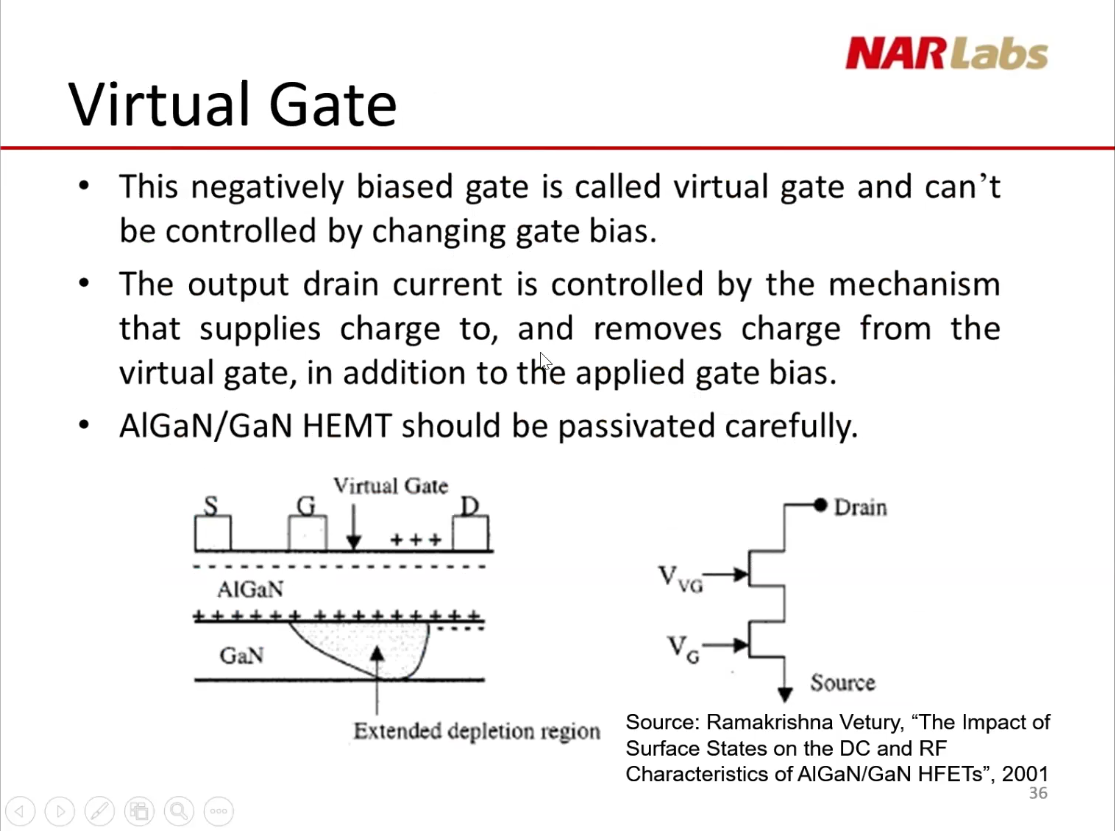 NARLabs
Virtual Gate
• This negatively biased gate is called virtual gate and can’t
be controlled by changing gate bias.
• The output drain current is controlled by the mechanism
that supplies charge to, and removes charge from the
virtual gate, in addition to the applied gate bias.
• AlGaN/GaN HEMT should be passivated carefully.
Virtual Gate
S G D
+++
AlGaN
++++++ +++++++++
GaN
Extended depletion region
Drain
VVG
VG
Source
Source: Ramakrishna Vetury, “The Impact of
Surface States on the DC and RF
Characteristics of AlGaN/GaN HFETs”, 2001
36